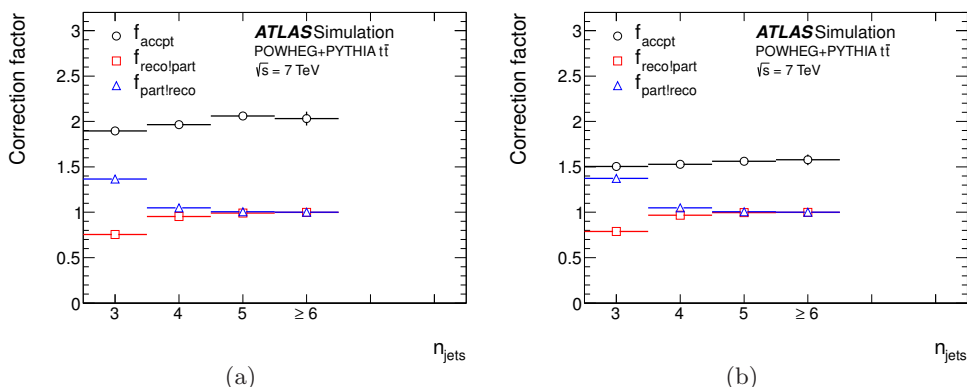 Correction factor
3
2.5
2
1.5
1
0.5
0
f_accpt
f_reco!part
f_part!reco
ATLAS Simulation
POWHEG+PYTHIA tt̄
√s = 7 TeV
3 4 5 ≥ 6
n_jets
(a)
Correction factor
3
2.5
2
1.5
1
0.5
0
f_accpt
f_reco!part
f_part!reco
ATLAS Simulation
POWHEG+PYTHIA tt̄
√s = 7 TeV
3 4 5 ≥ 6
n_jets
(b)